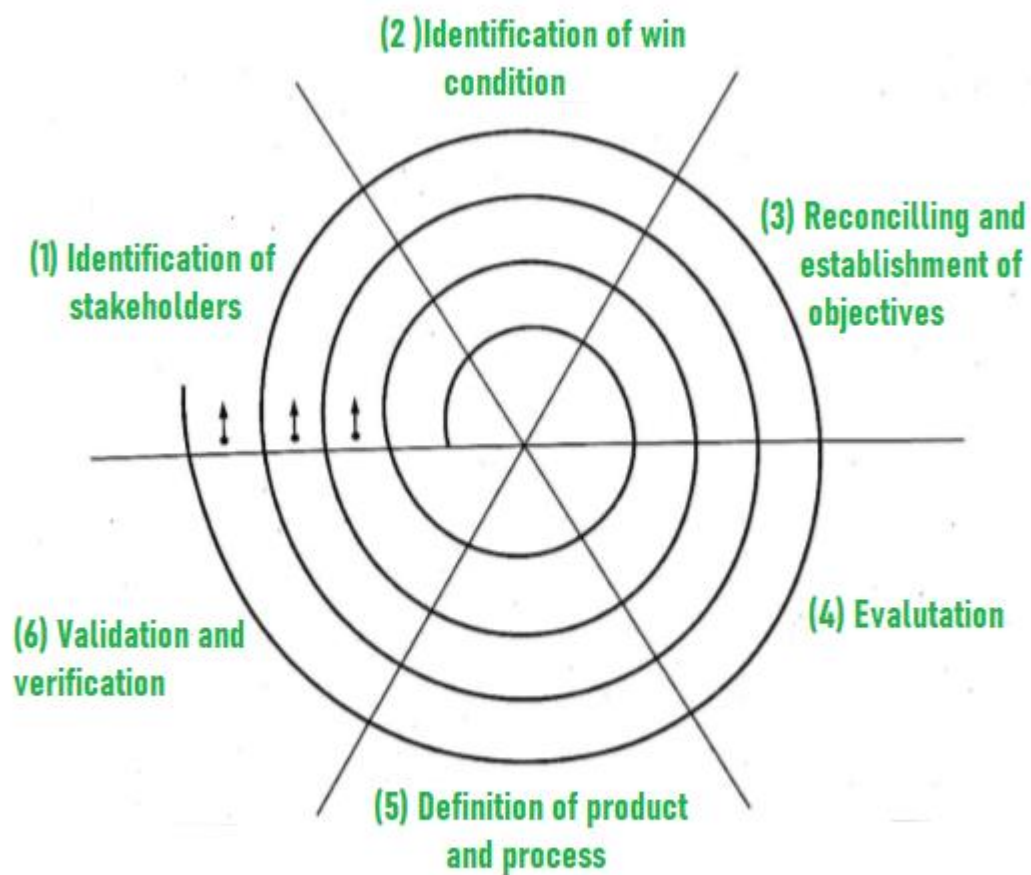 (2 )Identification of win
condition
(3) Reconcilling and
establishment of
objectives
(1) Identification of
stakeholders
(4) Evalutation
(6) Validation and
verification
(5) Definition of product
and process